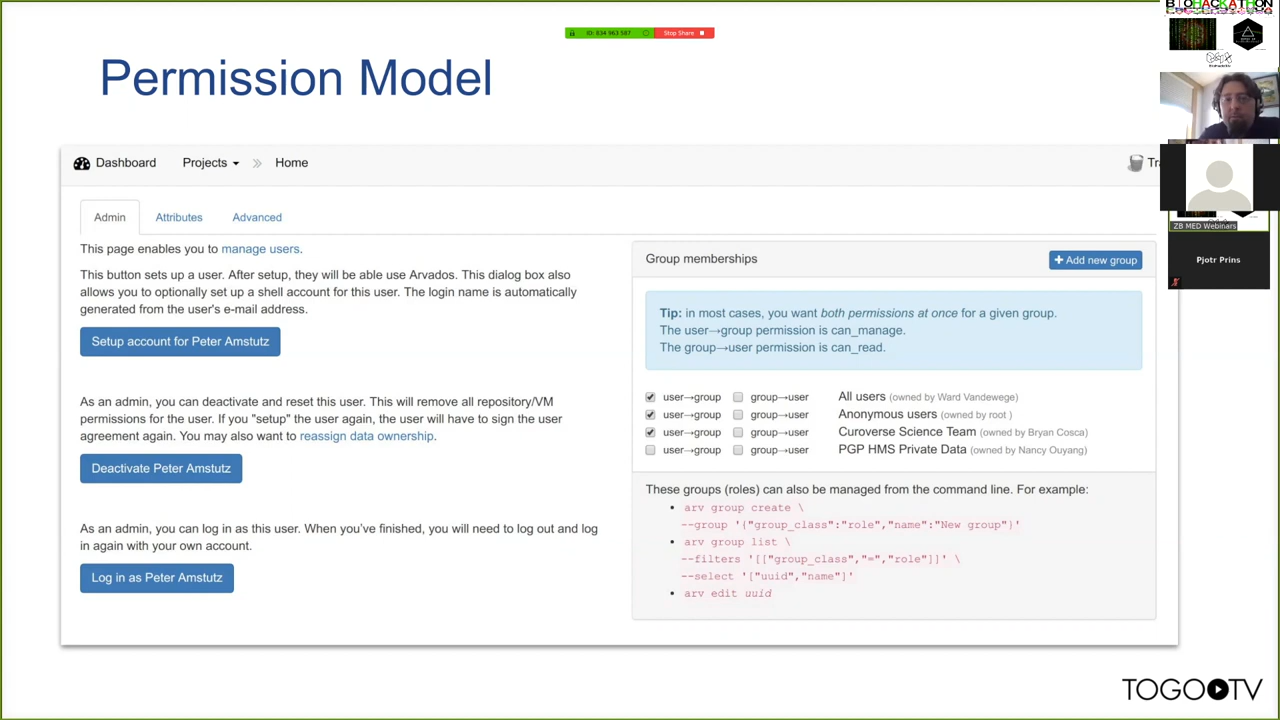 BIOHACKATHON
ID: 834 963 587
Stop Share
Permission Model
Dashboard
Projects
Home
Admin
Attributes
Advanced
This page enables you to manage users.
This button sets up a user. After setup, they will be able use Arvados. This dialog box also
allows you to optionally set up a shell account for this user. The login name is automatically
generated from the user's e-mail address.
Setup account for Peter Amstutz
As an admin, you can deactivate and reset this user. This will remove all repository/VM
permissions for the user. If you "setup" the user again, the user will have to sign the user
agreement again. You may also want to reassign data ownership.
Deactivate Peter Amstutz
As an admin, you can log in as this user. When you've finished, you will need to log out and log
in again with your own account.
Log in as Peter Amstutz
Group memberships
+ Add new group
Tip: in most cases, you want both permissions at once for a given group.
The user→group permission is can_manage.
The group→user permission is can_read.
user→group group→user All users (owned by Ward Vandewege)
user→group group→user Anonymous users (owned by root )
user→group group→user Curoverse Science Team (owned by Bryan Cosca)
user→group group→user PGP HMS Private Data (owned by Nancy Ouyang)
These groups (roles) can also be managed from the command line. For example:
• arv group create \
--group '{"group_class":"role","name":"New group"}'
• arv group list \
--filters '[["group_class","=","role"]]' \
--select '["uuid","name"]'
• arv edit uuid
ZB MED Webinars
Pjotr Prins
TOGO TV